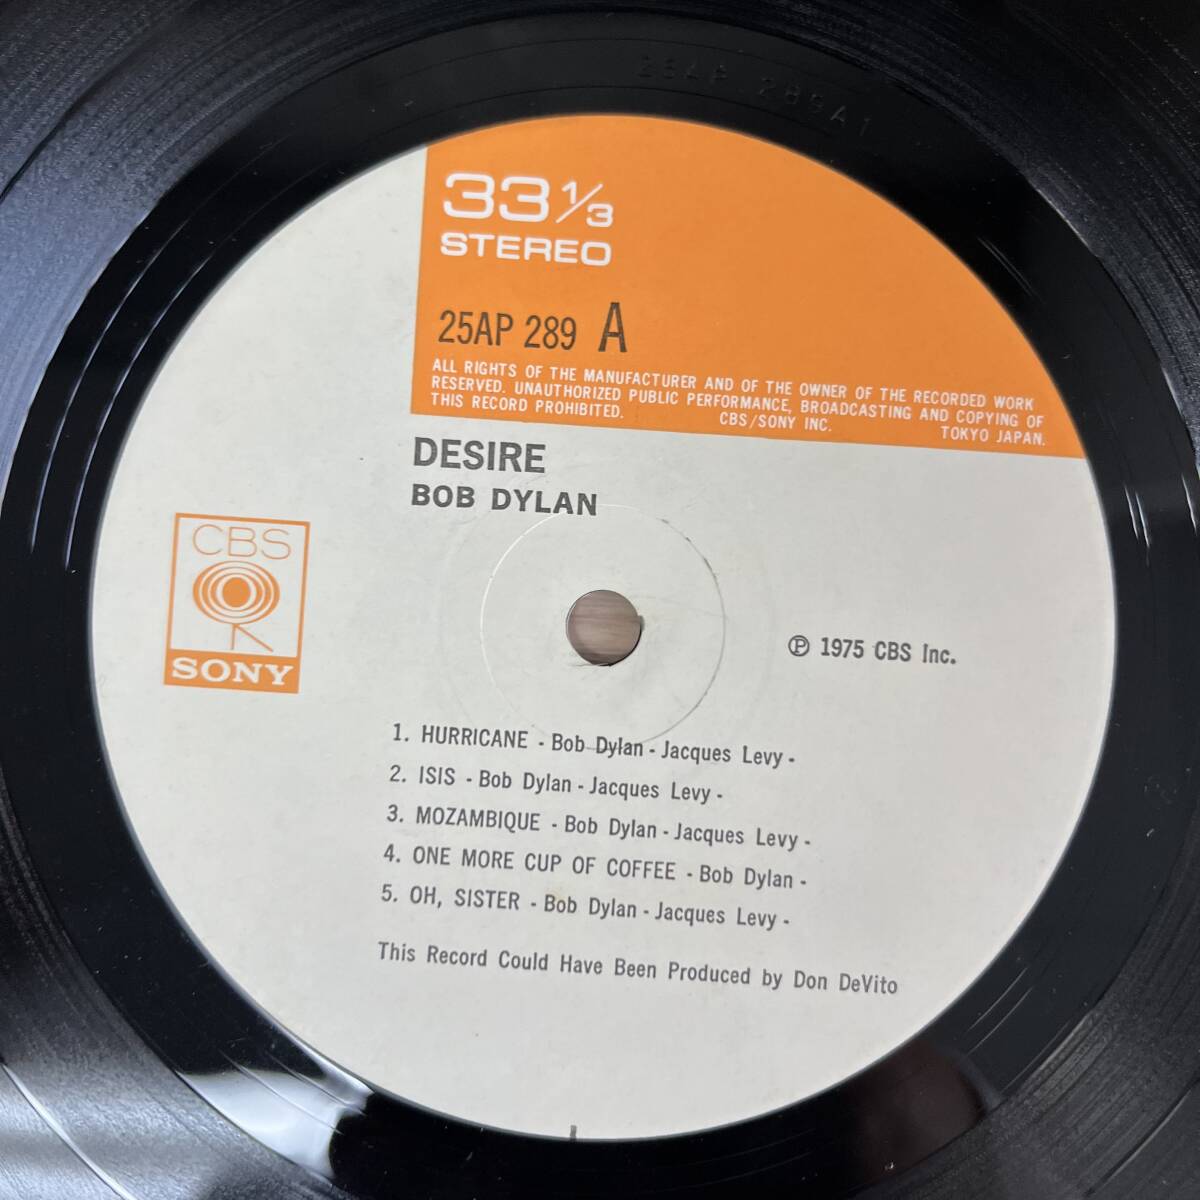 25AP 289A1
33 1/3
STEREO
25AP 289 A
ALL RIGHTS OF THE MANUFACTURER AND OF THE OWNER OF THE RECORDED WORK
RESERVED. UNAUTHORIZED PUBLIC PERFORMANCE, BROADCASTING AND COPYING OF
THIS RECORD PROHIBITED. CBS/SONY INC. TOKYO JAPAN.
DESIRE
BOB DYLAN
CBS
SONY
℗ 1975 CBS Inc.
1. HURRICANE - Bob Dylan - Jacques Levy -
2. ISIS - Bob Dylan - Jacques Levy -
3. MOZAMBIQUE - Bob Dylan - Jacques Levy -
4. ONE MORE CUP OF COFFEE - Bob Dylan -
5. OH, SISTER - Bob Dylan - Jacques Levy -
This Record Could Have Been Produced by Don DeVito